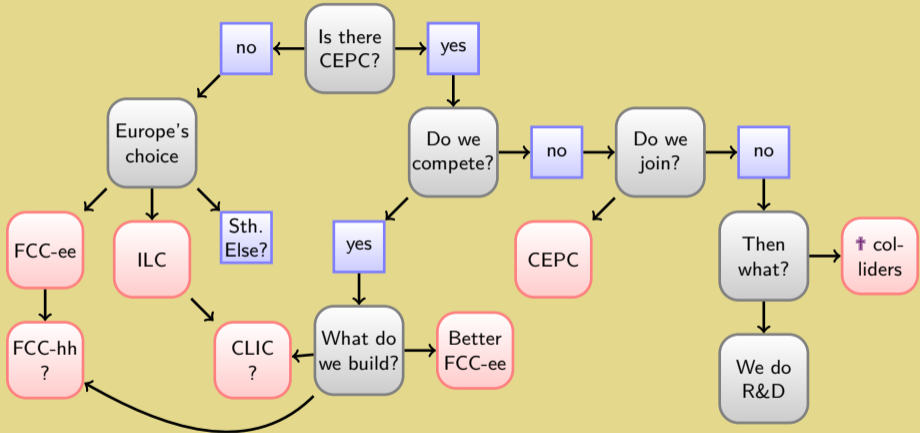 no
Is there
CEPC?
yes
Europe's
choice
Do we
compete?
no
Do we
join?
no
FCC-ee
ILC
Sth.
Else?
yes
CEPC
Then
what?
✝ col-
liders
FCC-hh
?
CLIC
?
What do
we build?
Better
FCC-ee
We do
R&D